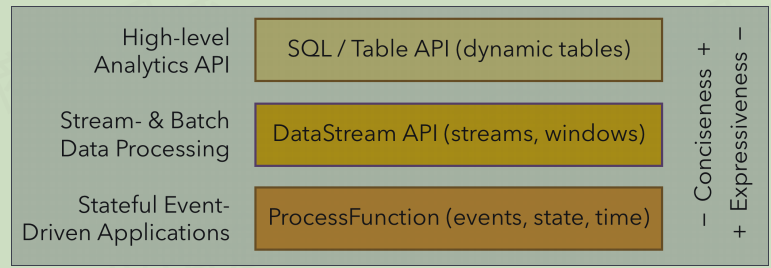 High-level
Analytics API
SQL / Table API (dynamic tables)
Stream- & Batch
Data Processing
DataStream API (streams, windows)
Stateful Event-
Driven Applications
ProcessFunction (events, state, time)
– Conciseness +
+ Expressiveness –